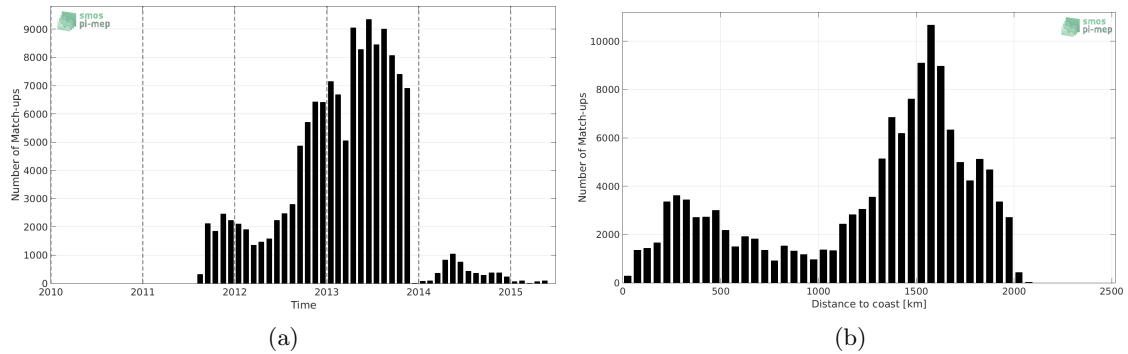 smos
pi-mep
Number of Match-ups
9000
8000
7000
6000
5000
4000
3000
2000
1000
0
2010 2011 2012 2013 2014 2015
Time
(a)
smos
pi-mep
Number of Match-ups
10000
8000
6000
4000
2000
0
0 500 1000 1500 2000 2500
Distance to coast [km]
(b)